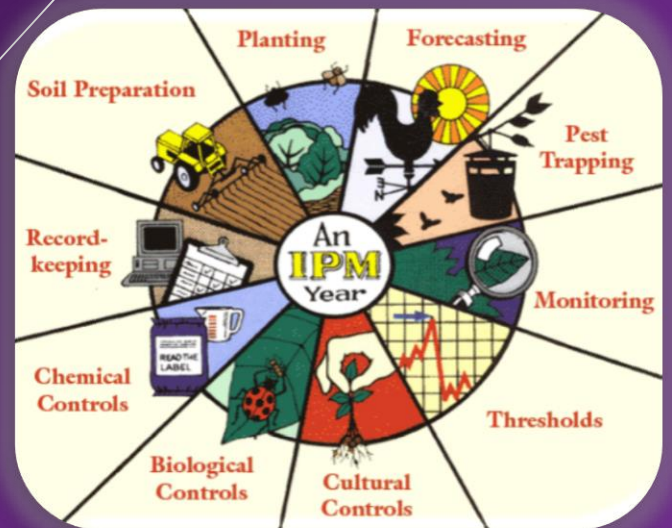 Planting
Forecasting
Soil Preparation
Pest
Trapping
Record-
keeping
An
IPM
Year
Monitoring
READ THE
LABEL
Chemical
Controls
Thresholds
Biological
Controls
Cultural
Controls